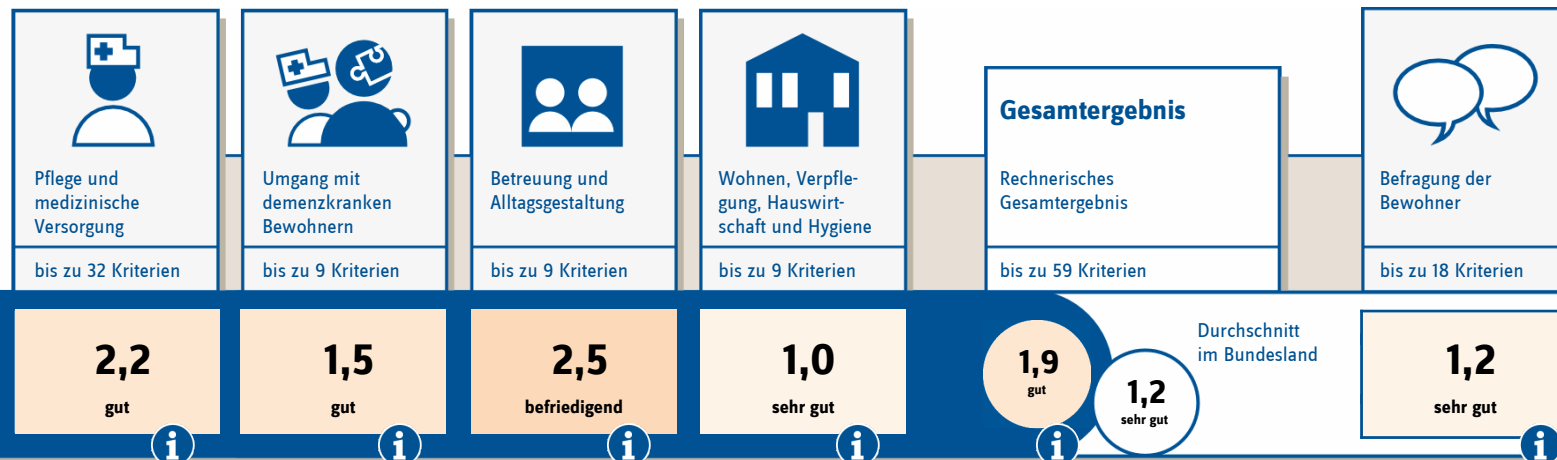 Pflege und
medizinische
Versorgung
bis zu 32 Kriterien
2,2
gut
i
Umgang mit
demenzkranken
Bewohnern
bis zu 9 Kriterien
1,5
gut
i
Betreuung und
Alltagsgestaltung
bis zu 9 Kriterien
2,5
befriedigend
i
Wohnen, Verpfle-
gung, Hauswirt-
schaft und Hygiene
bis zu 9 Kriterien
1,0
sehr gut
i
Gesamtergebnis
Rechnerisches
Gesamtergebnis
bis zu 59 Kriterien
1,9
gut
i
Durchschnitt
im Bundesland
1,2
sehr gut
Befragung der
Bewohner
bis zu 18 Kriterien
1,2
sehr gut
i